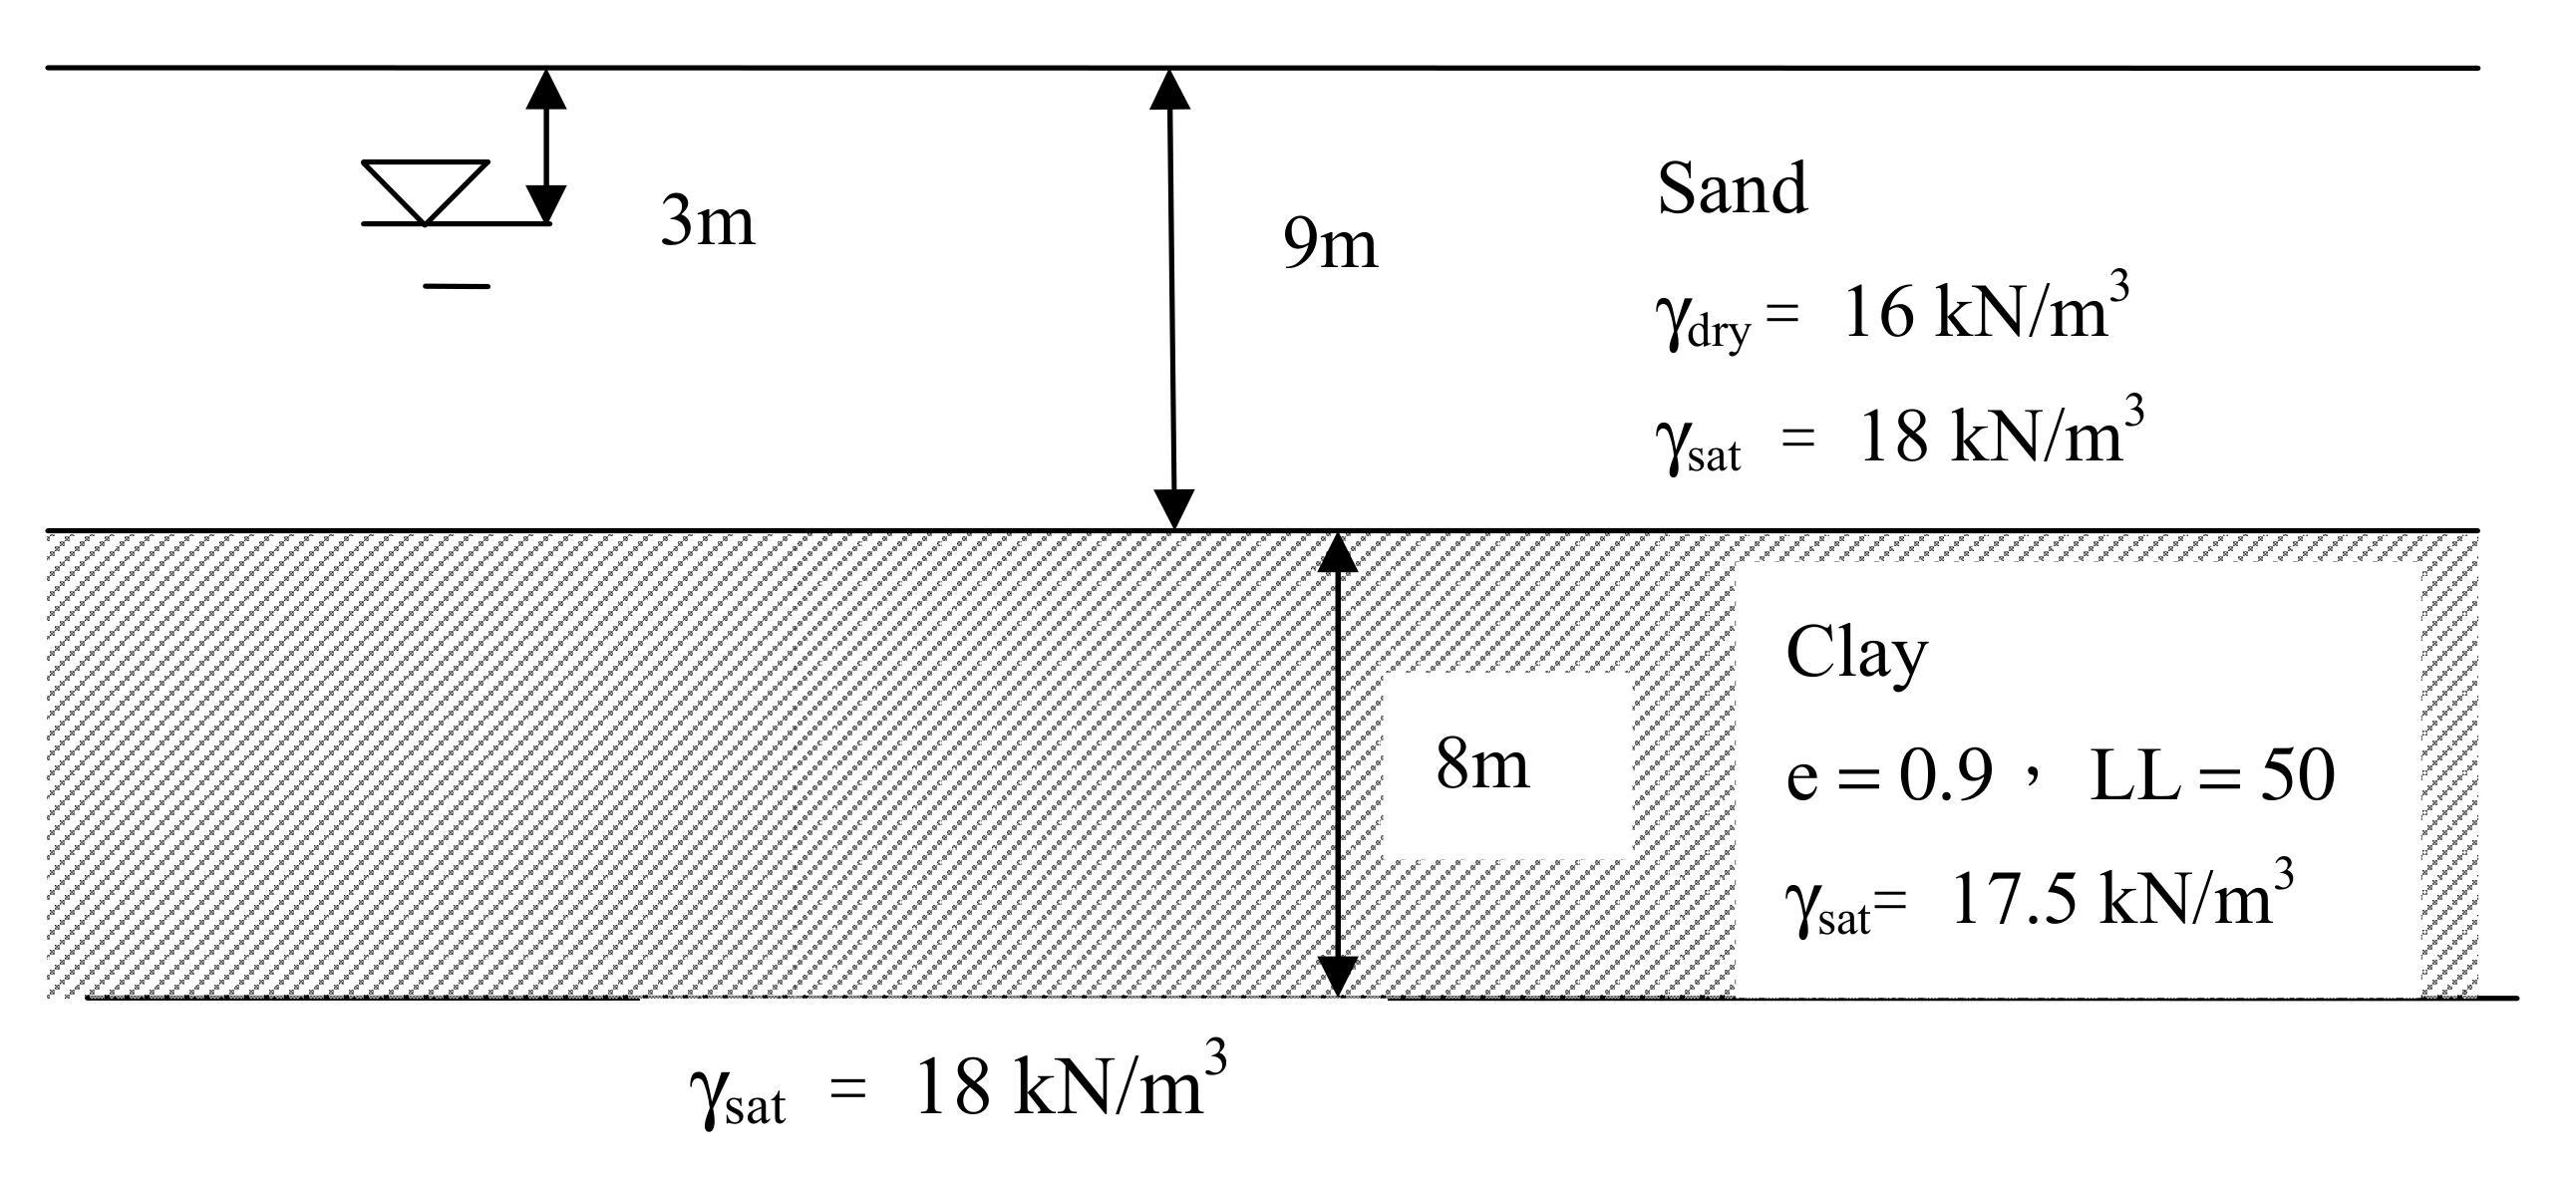 3m
9m
Sand
γdry = 16 kN/m³
γsat = 18 kN/m³
8m
Clay
e = 0.9 , LL = 50
γsat= 17.5 kN/m³
γsat = 18 kN/m³